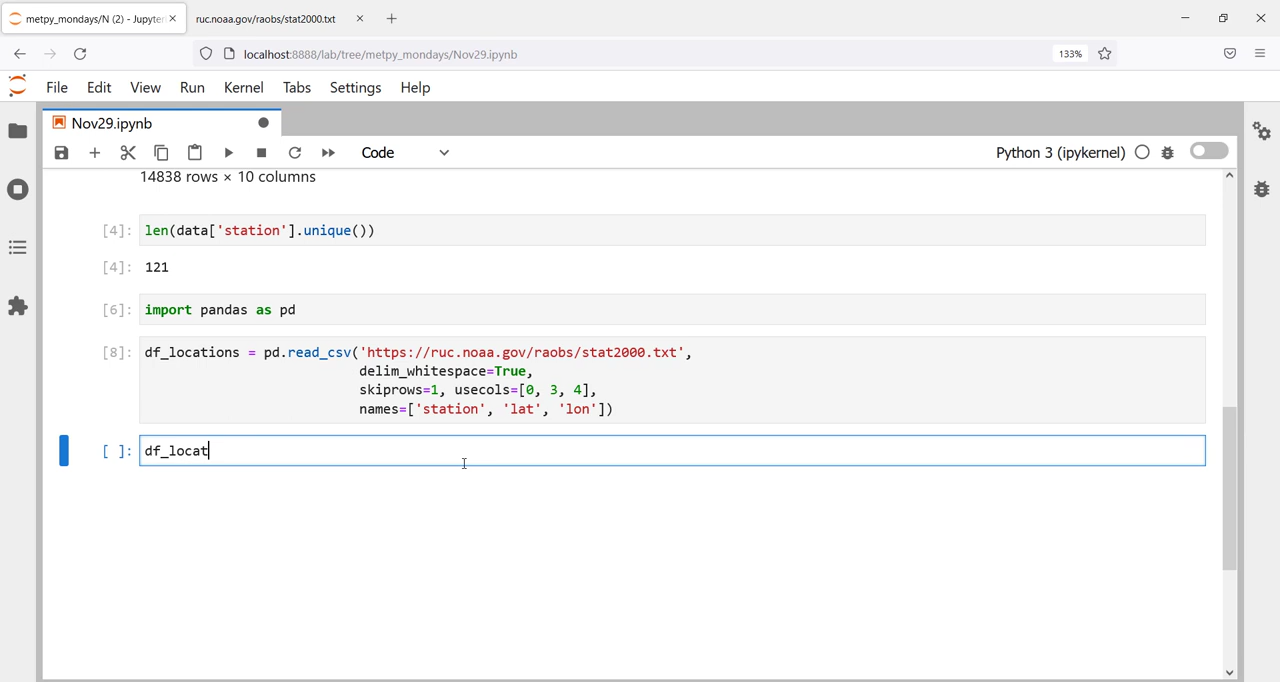 metpy_mondays/N (2) - Jupyter
ruc.noaa.gov/raobs/stat2000.txt
localhost:8888/lab/tree/metpy_mondays/Nov29.ipynb
133%
File Edit View Run Kernel Tabs Settings Help
Nov29.ipynb
Code
Python 3 (ipykernel)
14838 rows × 10 columns
[4]: len(data['station'].unique())
[4]: 121
[6]: import pandas as pd
[8]: df_locations = pd.read_csv('https://ruc.noaa.gov/raobs/stat2000.txt',
delim_whitespace=True,
skiprows=1, usecols=[0, 3, 4],
names=['station', 'lat', 'lon'])
[ ]: df_locat